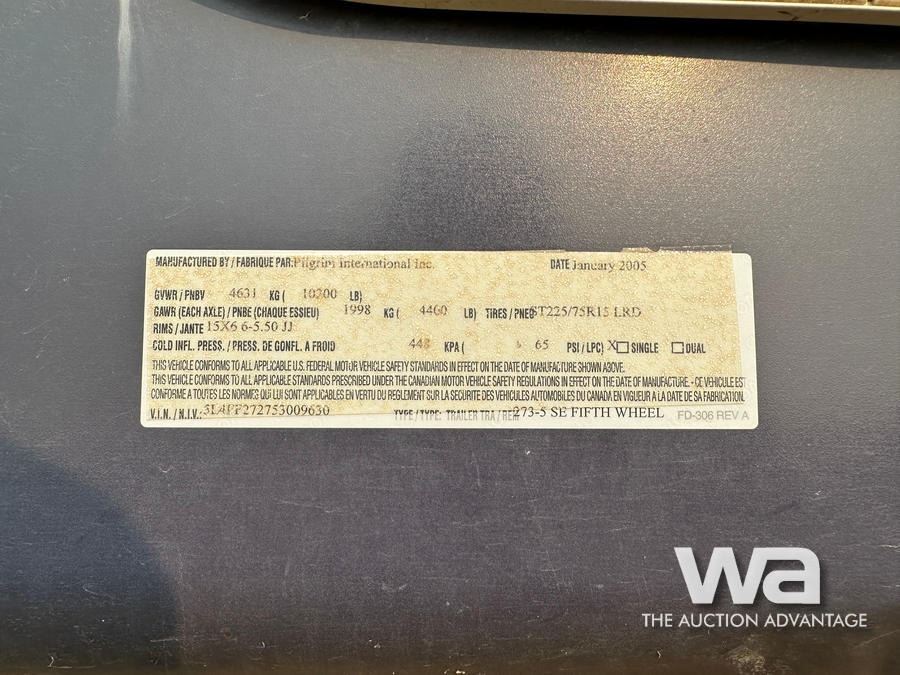 MANUFACTURED BY / FABRIQUE PAR: Pilgrim International Inc. DATE January 2005
GVWR / PNBV 4631 KG ( 10200 LB)
GAWR (EACH AXLE) / PNBE (CHAQUE ESSIEU) 1998 KG ( 4400 LB) TIRES / PNEU ST225/75R15 LRD
RIMS / JANTE 15X6 6-5.50 JJ
COLD INFL. PRESS. / PRESS. DE GONFL. A FROID 448 KPA ( 65 PSI / LPC) X☐ SINGLE ☐ DUAL
THIS VEHICLE CONFORMS TO ALL APPLICABLE U.S. FEDERAL MOTOR VEHICLE SAFETY STANDARDS IN EFFECT ON THE DATE OF MANUFACTURE SHOWN ABOVE.
THIS VEHICLE CONFORMS TO ALL APPLICABLE STANDARDS PRESCRIBED UNDER THE CANADIAN MOTOR VEHICLE SAFETY REGULATIONS IN EFFECT ON THE DATE OF MANUFACTURE. - CE VEHICULE EST
CONFORME A TOUTES LES NORMES QUI LUI SONT APPLICABLES EN VERTU DU REGLEMENT SUR LA SECURITE DES VEHICULES AUTOMOBILES DU CANADA EN VIGUEUR A LA DATE DE SA FABRICATION.
V.I.N. / N.I.V.: 5L4FF272753009630 TYPE / TYPE: TRAILER TRA / REM 273-5 SE FIFTH WHEEL FD-306 REV A
wa
THE AUCTION ADVANTAGE